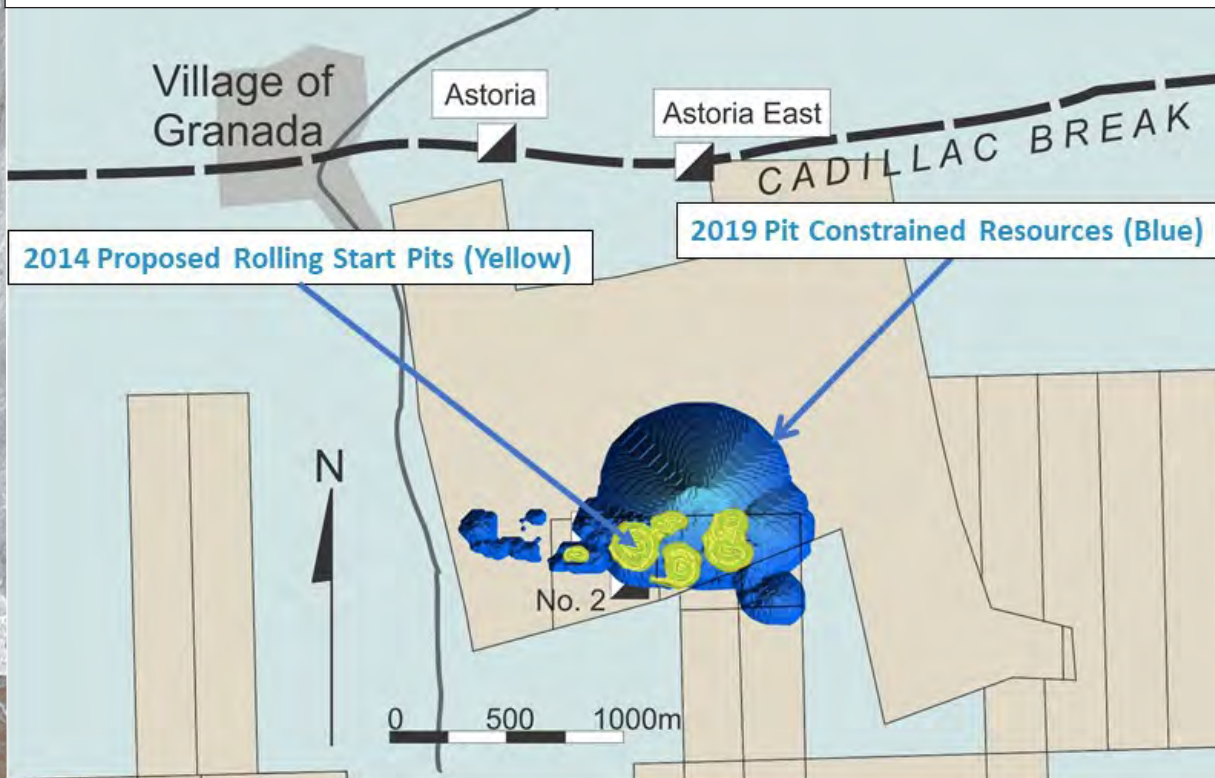 Village of
Granada
Astoria
Astoria East
CADILLAC BREAK
2014 Proposed Rolling Start Pits (Yellow)
2019 Pit Constrained Resources (Blue)
N
No. 2
0 500 1000m